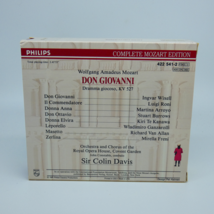 PHILIPS
COMPLETE MOZART EDITION
422 541-2
Wolfgang Amadeus Mozart
DON GIOVANNI
Dramma giocoso, KV 527
Don Giovanni Ingvar Wixell
Il Commendatore Luigi Roni
Donna Anna Martina Arroyo
Don Ottavio Stuart Burrows
Donna Elvira Kiri Te Kanawa
Leporello Wladimiro Ganzarolli
Masetto Richard Van Allan
Zerlina Mirella Freni
Orchestra and Chorus of the
Royal Opera House, Covent Garden
Sir Colin Davis